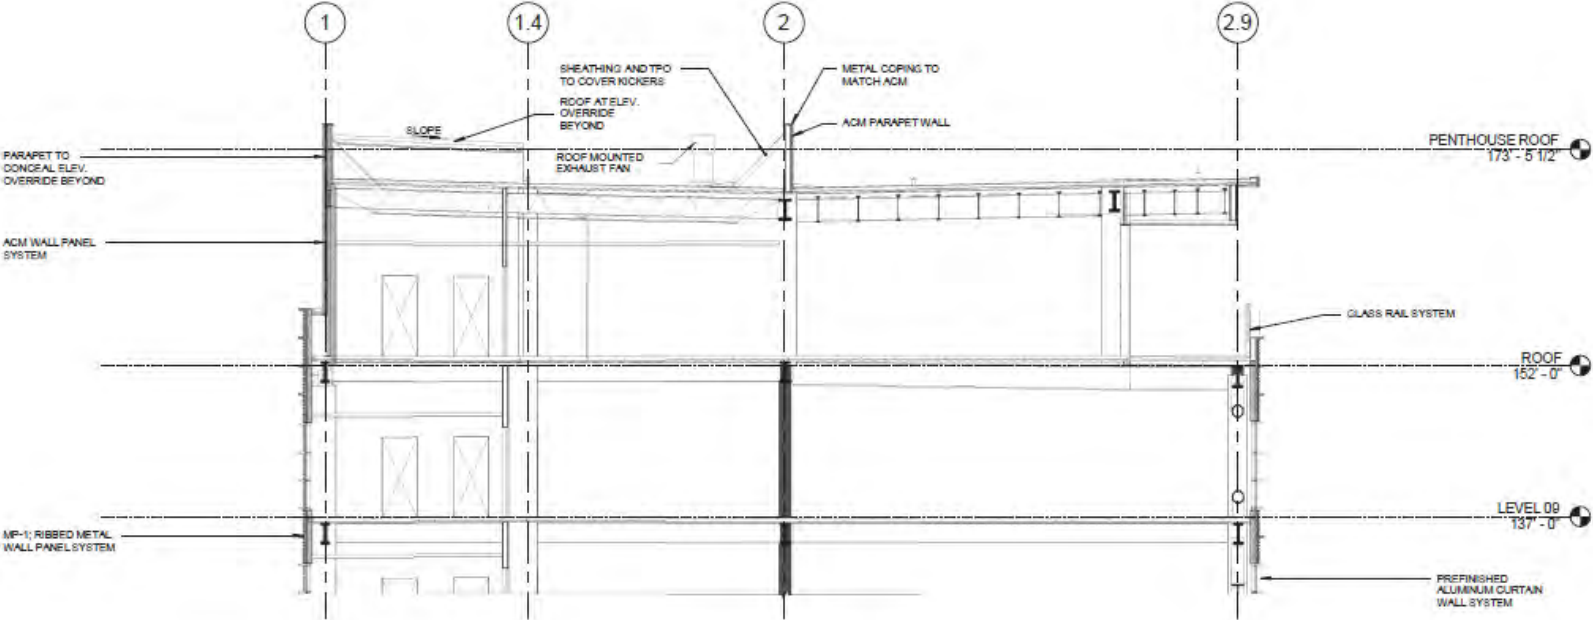 1
1.4
2
2.9
SHEATHING AND TPO
TO COVER KICKERS
METAL COPING TO
MATCH ACM
ROOF AT ELEV.
OVERRIDE
BEYOND
ACM PARAPET WALL
SLOPE
PENTHOUSE ROOF
173' - 5 1/2"
PARAPET TO
CONCEAL ELEV.
OVERRIDE BEYOND
ROOF MOUNTED
EXHAUST FAN
ACM WALL PANEL
SYSTEM
GLASS RAIL SYSTEM
ROOF
152' - 0"
LEVEL 09
137' - 0"
MP-1; RIBBED METAL
WALL PANEL SYSTEM
PREFINISHED
ALUMINUM CURTAIN
WALL SYSTEM